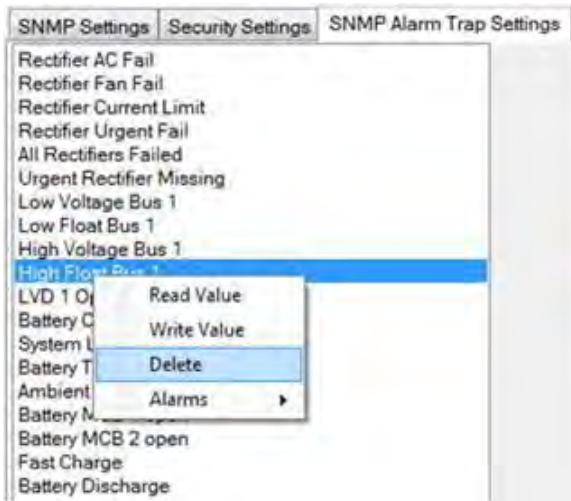 SNMP Settings Security Settings SNMP Alarm Trap Settings
Rectifier AC Fail
Rectifier Fan Fail
Rectifier Current Limit
Rectifier Urgent Fail
All Rectifiers Failed
Urgent Rectifier Missing
Low Voltage Bus 1
Low Float Bus 1
High Voltage Bus 1
High Float Bus 1
LVD 1
Read Value
Battery
Write Value
System
Battery
Delete
Ambient
Alarms
Battery
Battery MCB 2 open
Fast Charge
Battery Discharge